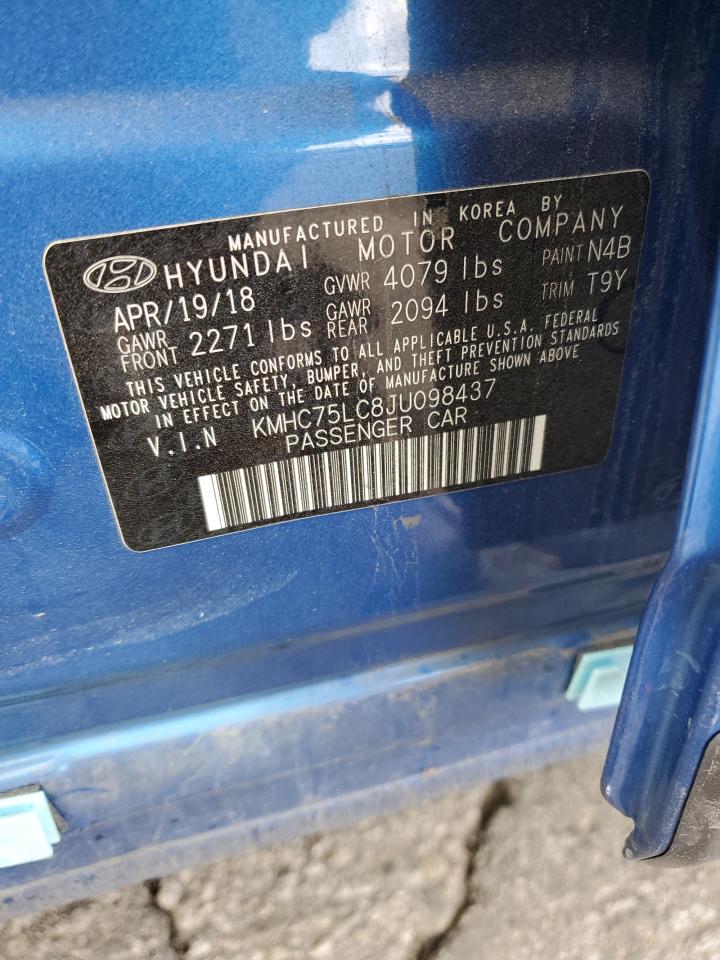 MANUFACTURED IN KOREA BY
HYUNDAI MOTOR COMPANY
APR/19/18 GVWR 4079 lbs PAINT N4B
GAWR FRONT 2271 lbs GAWR REAR 2094 lbs TRIM T9Y
THIS VEHICLE CONFORMS TO ALL APPLICABLE U.S.A. FEDERAL
MOTOR VEHICLE SAFETY, BUMPER, AND THEFT PREVENTION STANDARDS
IN EFFECT ON THE DATE OF MANUFACTURE SHOWN ABOVE
V.I.N KMHC75LC8JU098437
PASSENGER CAR